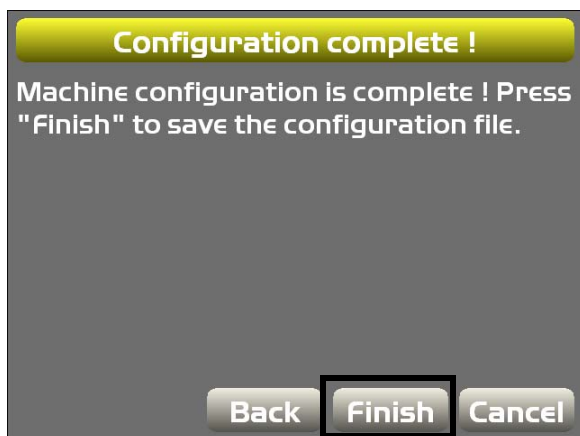 Configuration complete !
Machine configuration is complete ! Press
"Finish" to save the configuration file.
Back Finish Cancel